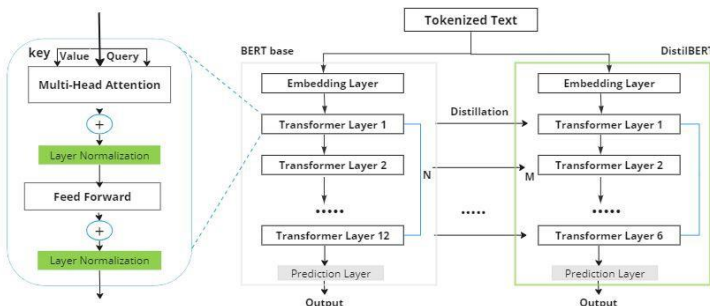 Tokenized Text
key
Value Query
Multi-Head Attention
+
Layer Normalization
Feed Forward
+
Layer Normalization
BERT base
Embedding Layer
Transformer Layer 1
Transformer Layer 2
.....
Transformer Layer 12
Prediction Layer
Output
N
Distillation
.....
M
DistilBERT
Embedding Layer
Transformer Layer 1
Transformer Layer 2
.....
Transformer Layer 6
Prediction Layer
Output